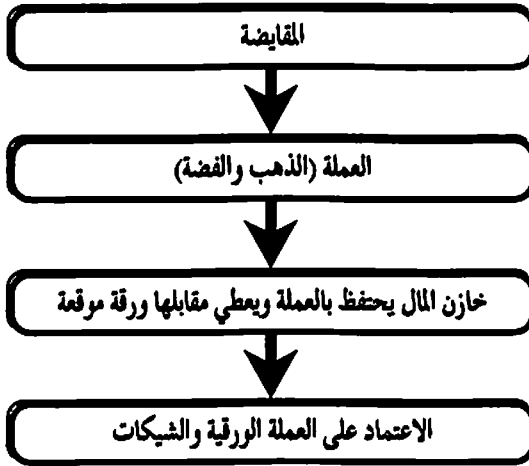 المقايضة
العملة (الذهب والفضة)
خازن المال يحتفظ بالعملة ويعطي مقابلها ورقة موقعة
الاعتماد على العملة الورقية والشيكات